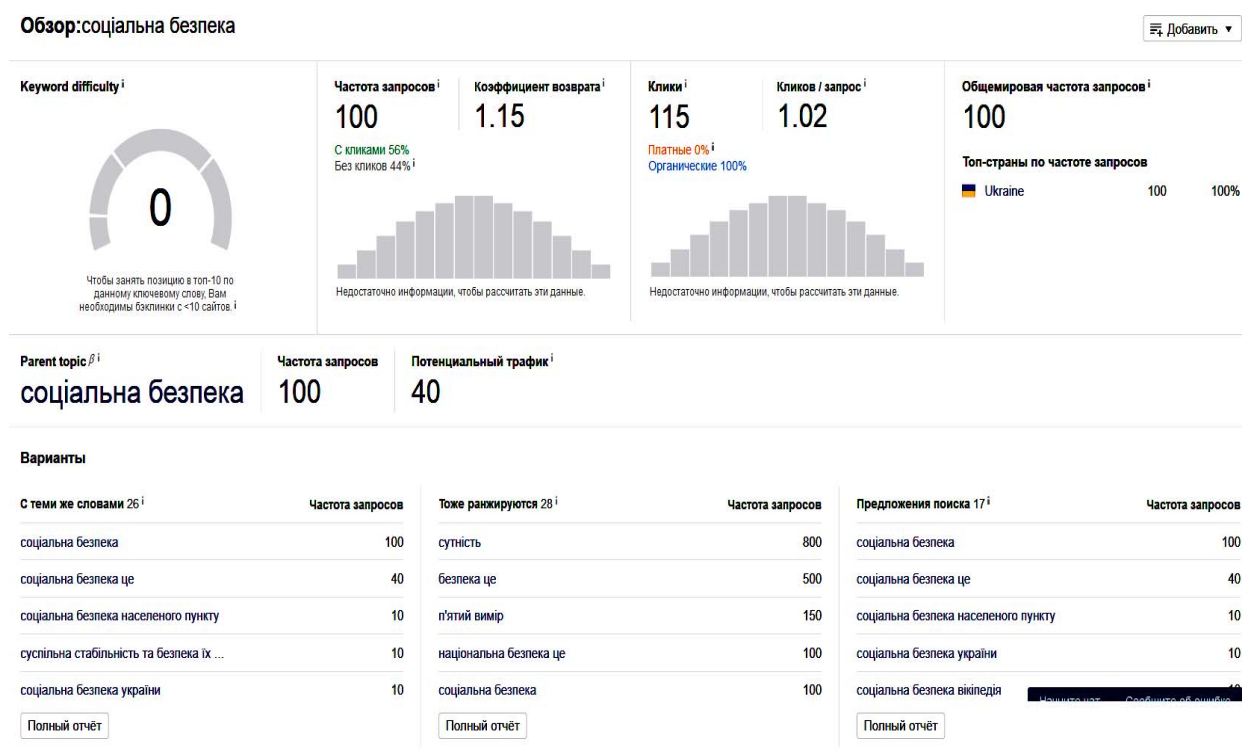 Обзор:соціальна безпека
Добавить
Keyword difficulty i
0
Чтобы занять позицию в топ-10 по
данному ключевому слову, Вам
необходимы бэклинки с <10 сайтов. i
Частота запросов i
100
С кликами 56%
Без кликов 44% i
Коэффициент возврата i
1.15
Недостаточно информации, чтобы рассчитать эти данные.
Клики i
115
Платные 0% i
Органические 100%
Кликов / запрос i
1.02
Недостаточно информации, чтобы рассчитать эти данные.
Общемировая частота запросов i
100
Топ-страны по частоте запросов
Ukraine 100 100%
Parent topic β i
соціальна безпека
Частота запросов
100
Потенциальный трафик i
40
Варианты
С теми же словами 26 i Частота запросов
соціальна безпека 100
соціальна безпека це 40
соціальна безпека населеного пункту 10
суспільна стабільність та безпека їх ... 10
соціальна безпека україни 10
Полный отчёт
Тоже ранжируются 28 i Частота запросов
сутність 800
безпека це 500
п'ятий вимір 150
національна безпека це 100
соціальна безпека 100
Полный отчёт
Предложения поиска 17 i Частота запросов
соціальна безпека 100
соціальна безпека це 40
соціальна безпека населеного пункту 10
соціальна безпека україни 10
соціальна безпека вікіпедія
Полный отчёт